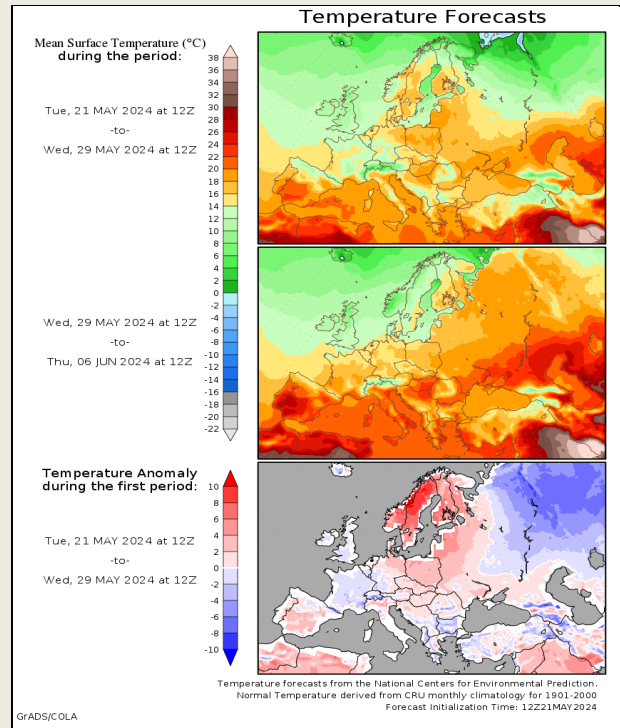 Temperature Forecasts
Mean Surface Temperature (°C)
during the period:
Tue, 21 MAY 2024 at 12Z
-to-
Wed, 29 MAY 2024 at 12Z
38
36
34
32
30
28
26
24
22
20
18
16
14
12
10
8
6
4
2
0
-2
-4
-6
-8
-10
-12
-14
-16
-18
-20
-22
Wed, 29 MAY 2024 at 12Z
-to-
Thu, 06 JUN 2024 at 12Z
Temperature Anomaly
during the first period:
Tue, 21 MAY 2024 at 12Z
-to-
Wed, 29 MAY 2024 at 12Z
10
8
6
4
2
0
-2
-4
-6
-8
-10
Temperature forecasts from the National Centers for Environmental Prediction.
Normal Temperature derived from CRU monthly climatology for 1901-2000
Forecast Initialization Time: 12Z21MAY2024
GrADS/COLA